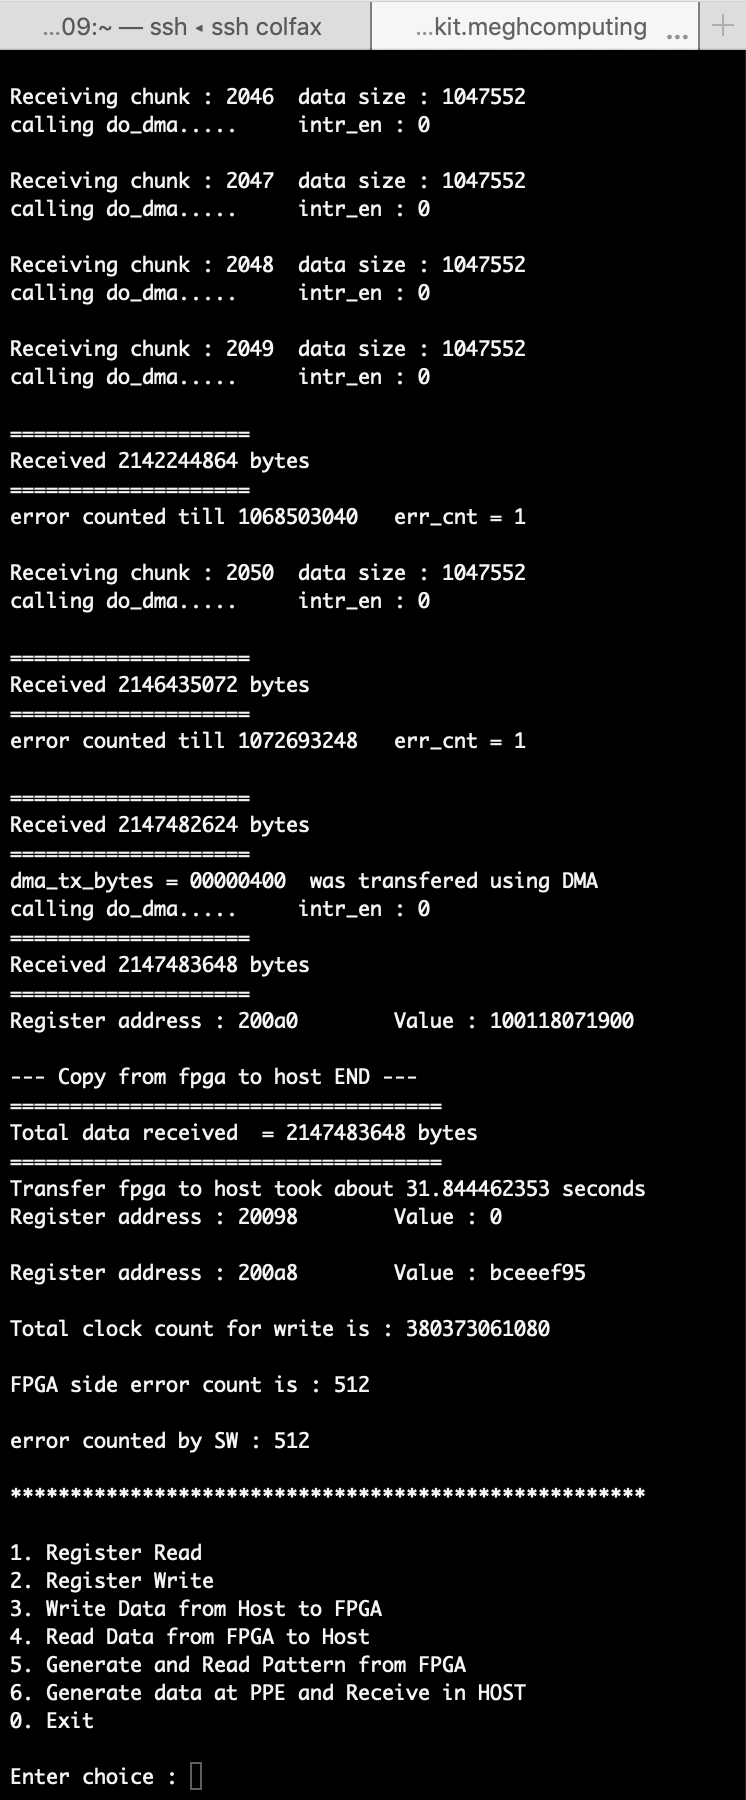 ...09:~ — ssh ◂ ssh colfax
...kit.meghcomputing ...
Receiving chunk : 2046  data size : 1047552
calling do_dma.....     intr_en : 0
Receiving chunk : 2047  data size : 1047552
calling do_dma.....     intr_en : 0
Receiving chunk : 2048  data size : 1047552
calling do_dma.....     intr_en : 0
Receiving chunk : 2049  data size : 1047552
calling do_dma.....     intr_en : 0
====================
Received 2142244864 bytes
====================
error counted till 1068503040   err_cnt = 1
Receiving chunk : 2050  data size : 1047552
calling do_dma.....     intr_en : 0
====================
Received 2146435072 bytes
====================
error counted till 1072693248   err_cnt = 1
====================
Received 2147482624 bytes
====================
dma_tx_bytes = 00000400  was transfered using DMA
calling do_dma.....     intr_en : 0
====================
Received 2147483648 bytes
====================
Register address : 200a0        Value : 100118071900
--- Copy from fpga to host END ---
====================================
Total data received  = 2147483648 bytes
====================================
Transfer fpga to host took about 31.844462353 seconds
Register address : 20098        Value : 0
Register address : 200a8        Value : bceeef95
Total clock count for write is : 380373061080
FPGA side error count is : 512
error counted by SW : 512
*****************************************************
1. Register Read
2. Register Write
3. Write Data from Host to FPGA
4. Read Data from FPGA to Host
5. Generate and Read Pattern from FPGA
6. Generate data at PPE and Receive in HOST
0. Exit
Enter choice :